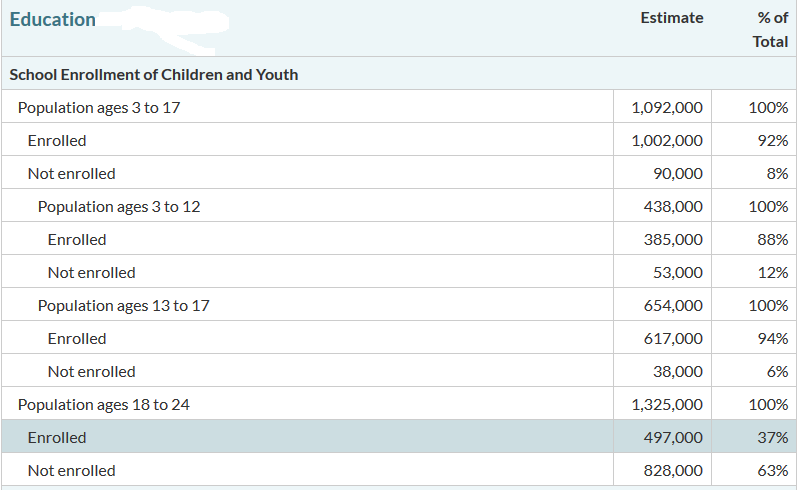 Education Estimate % of
Total
School Enrollment of Children and Youth
Population ages 3 to 17 1,092,000 100%
Enrolled 1,002,000 92%
Not enrolled 90,000 8%
Population ages 3 to 12 438,000 100%
Enrolled 385,000 88%
Not enrolled 53,000 12%
Population ages 13 to 17 654,000 100%
Enrolled 617,000 94%
Not enrolled 38,000 6%
Population ages 18 to 24 1,325,000 100%
Enrolled 497,000 37%
Not enrolled 828,000 63%